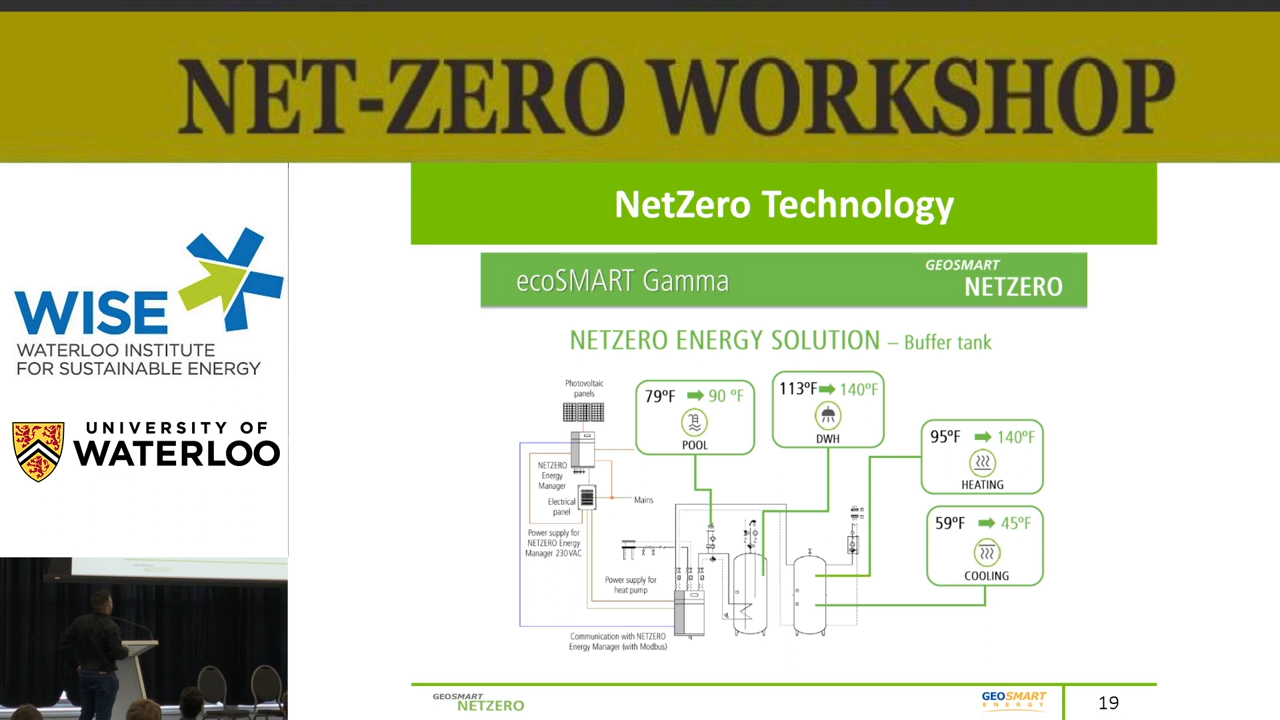 NET-ZERO WORKSHOP
NetZero Technology
ecoSMART Gamma
GEOSMART
NETZERO
NETZERO ENERGY SOLUTION – Buffer tank
WISE
WATERLOO INSTITUTE
FOR SUSTAINABLE ENERGY
UNIVERSITY OF
WATERLOO
Photovoltaic
panels
79ºF 90 ºF
POOL
113ºF 140ºF
DWH
95ºF 140ºF
HEATING
59ºF 45ºF
COOLING
NETZERO
Energy
Manager
Electrical
panel
Mains
Power supply for
NETZERO Energy
Manager 230 VAC
Power supply for
heat pump
Communication with NETZERO
Energy Manager (with Modbus)
GEOSMART
NETZERO
GEOSMART
ENERGY
19
NETZERO